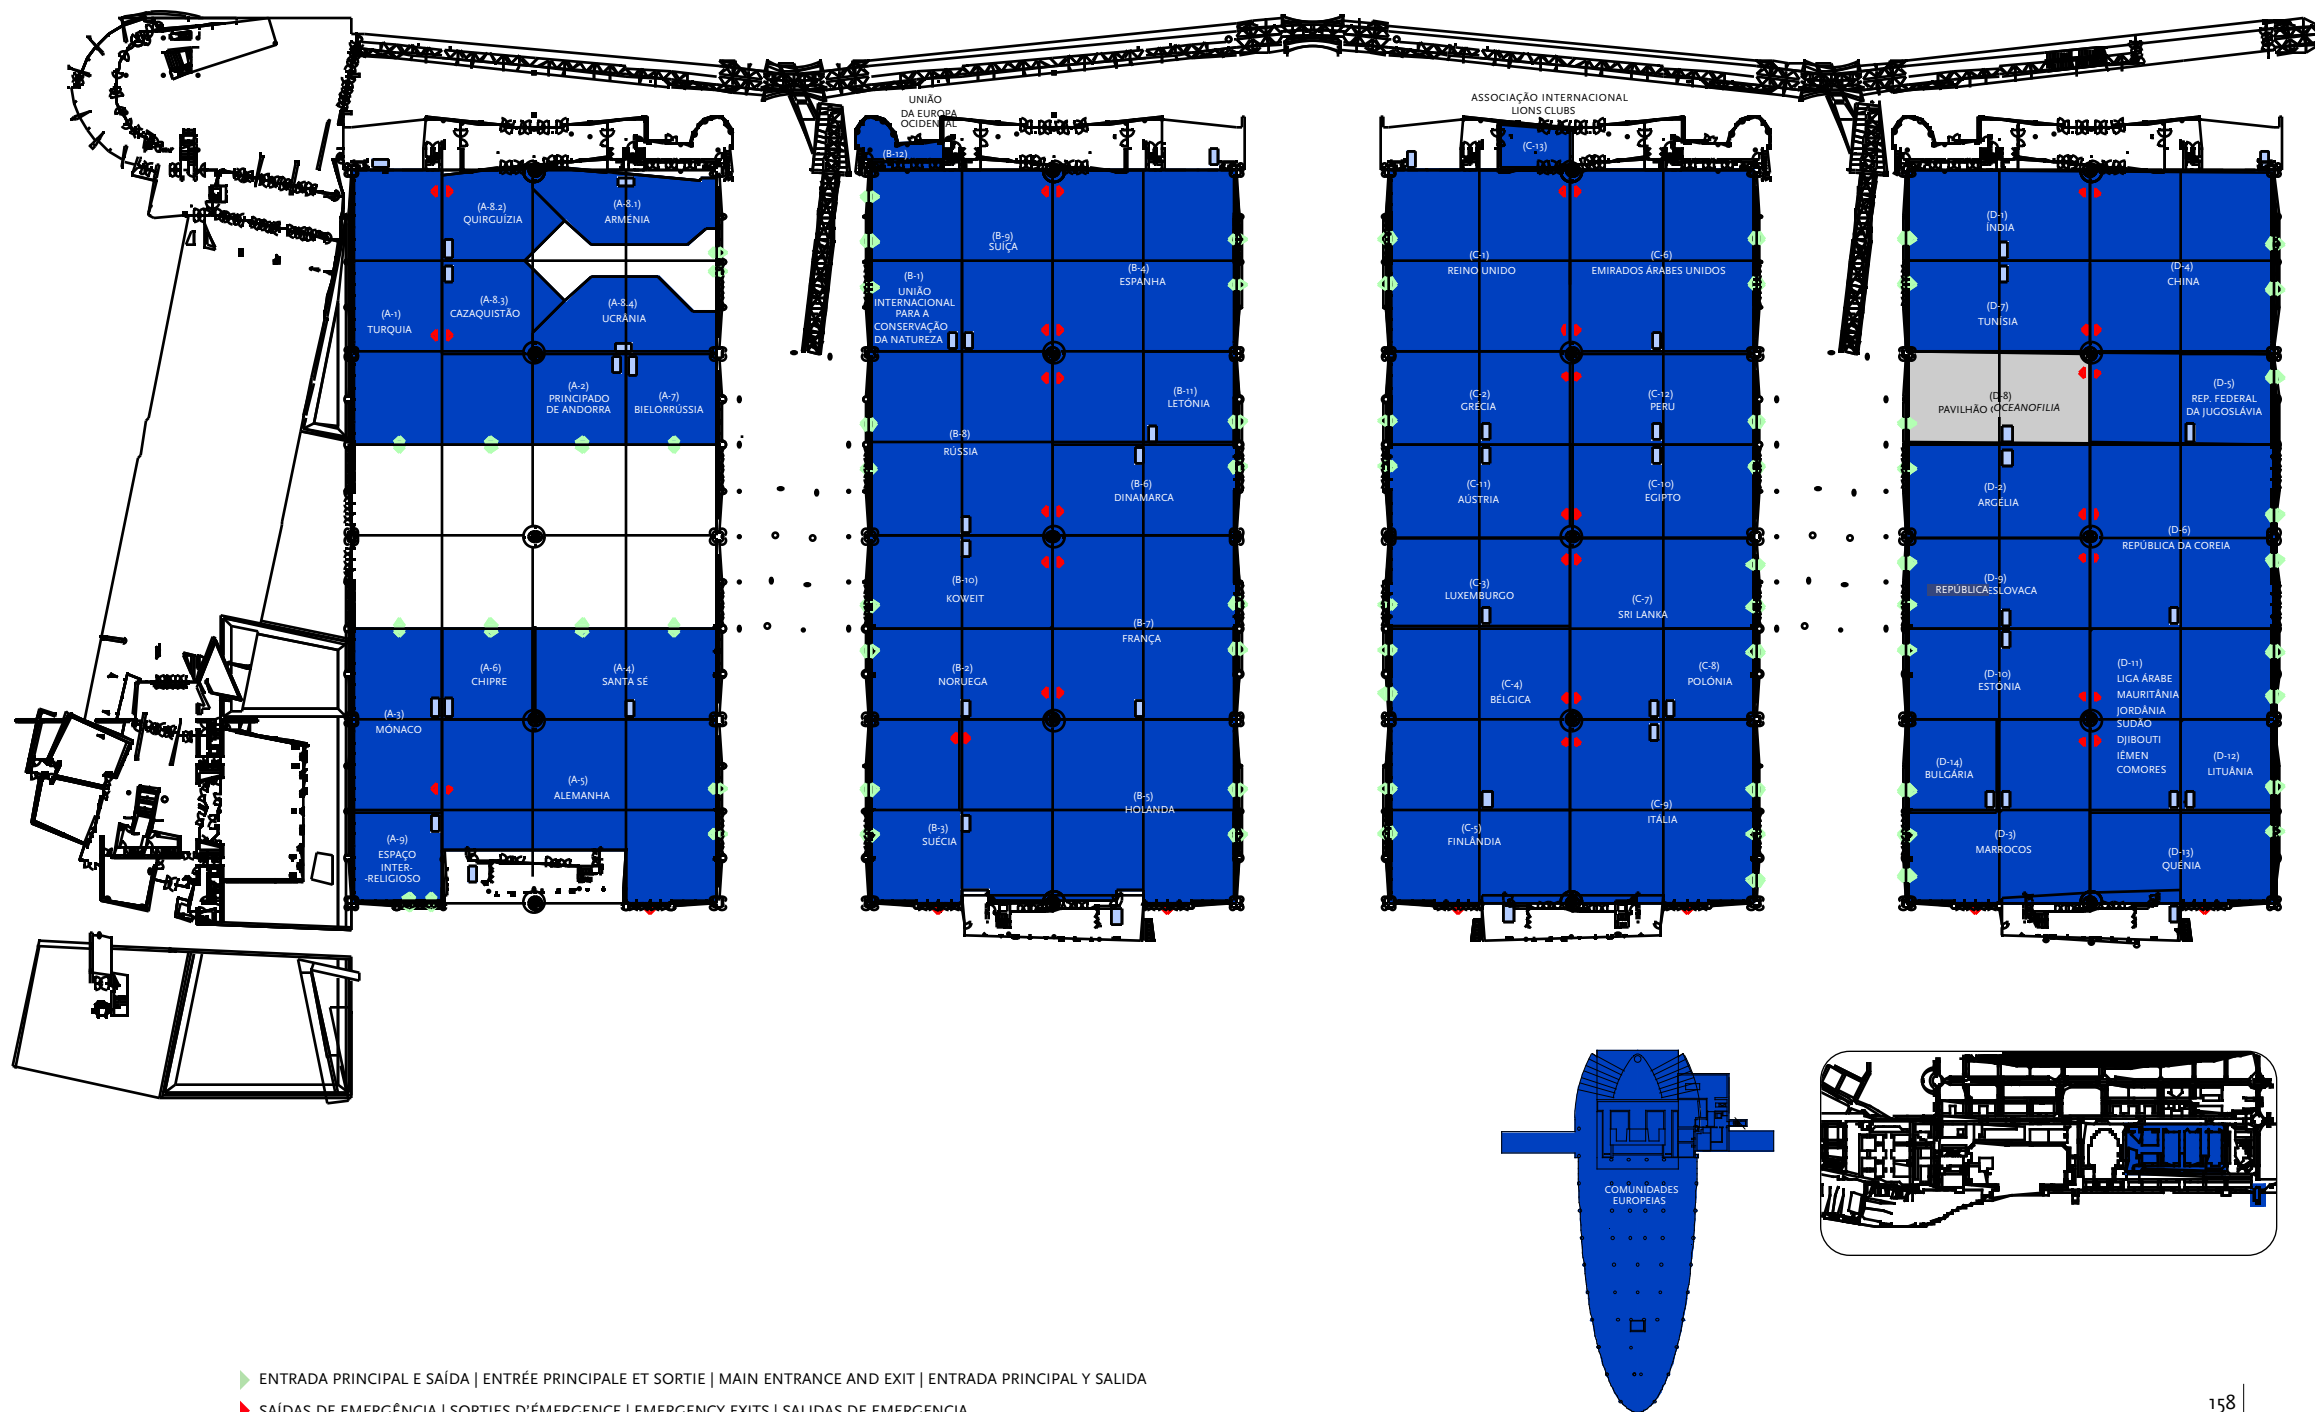 UNIÃO
DA EUROPA
OCIDENTAL
(B-12)
ASSOCIAÇÃO INTERNACIONAL
LIONS CLUBS
(C-13)
(A-8.2)
QUIRGUÍZIA
(A-8.1)
ARMÉNIA
(A-1)
TURQUIA
(A-8.3)
CAZAQUISTÃO
(A-8.4)
UCRÂNIA
(A-2)
PRINCIPADO
DE ANDORRA
(A-7)
BIELORRÚSSIA
(A-6)
CHIPRE
(A-4)
SANTA SÉ
(A-3)
MÓNACO
(A-5)
ALEMANHA
(A-9)
ESPAÇO
INTER-
-RELIGIOSO
(B-9)
SUÍÇA
(B-1)
UNIÃO
INTERNACIONAL
PARA A
CONSERVAÇÃO
DA NATUREZA
(B-4)
ESPANHA
(B-11)
LETÓNIA
(B-8)
RÚSSIA
(B-6)
DINAMARCA
(B-10)
KOWEIT
(B-7)
FRANÇA
(B-2)
NORUEGA
(B-5)
HOLANDA
(B-3)
SUÉCIA
(C-1)
REINO UNIDO
(C-6)
EMIRADOS ÁRABES UNIDOS
(C-2)
GRÉCIA
(C-12)
PERU
(C-11)
AÚSTRIA
(C-10)
EGIPTO
(C-3)
LUXEMBURGO
(C-7)
SRI LANKA
(C-4)
BÉLGICA
(C-8)
POLÓNIA
(C-5)
FINLÂNDIA
(C-9)
ITÁLIA
(D-1)
ÍNDIA
(D-4)
CHINA
(D-7)
TUNÍSIA
(D-8)
PAVILHÃO OCEANOFILIA
(D-5)
REP. FEDERAL
DA JUGOSLÁVIA
(D-2)
ARGÉLIA
(D-6)
REPÚBLICA DA COREIA
(D-9)
REPÚBLICA ESLOVACA
(D-10)
ESTÓNIA
(D-11)
LIGA ÁRABE
MAURITÂNIA
JORDÂNIA
SUDÃO
DJIBOUTI
IÉMEN
COMORES
(D-14)
BULGÁRIA
(D-12)
LITUÂNIA
(D-3)
MARROCOS
(D-13)
QUÉNIA
COMUNIDADES
EUROPEIAS
ENTRADA PRINCIPAL E SAÍDA | ENTRÉE PRINCIPALE ET SORTIE | MAIN ENTRANCE AND EXIT | ENTRADA PRINCIPAL Y SALIDA
SAÍDAS DE EMERGÊNCIA | SORTIES D'ÉMERGENCE | EMERGENCY EXITS | SALIDAS DE EMERGENCIA
158